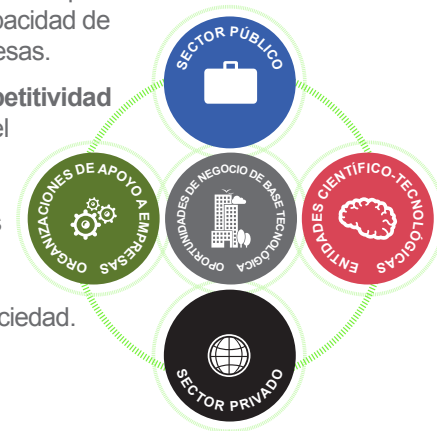 pacidad de
esas.
petitividad
el
s
ciedad.
SECTOR PÚBLICO
ORGANIZACIONES DE APOYO A EMPRESAS
OPORTUNIDADES DE NEGOCIO DE BASE TECNOLÓGICA
ENTIDADES CIENTÍFICO-TECNOLÓGICAS
SECTOR PRIVADO